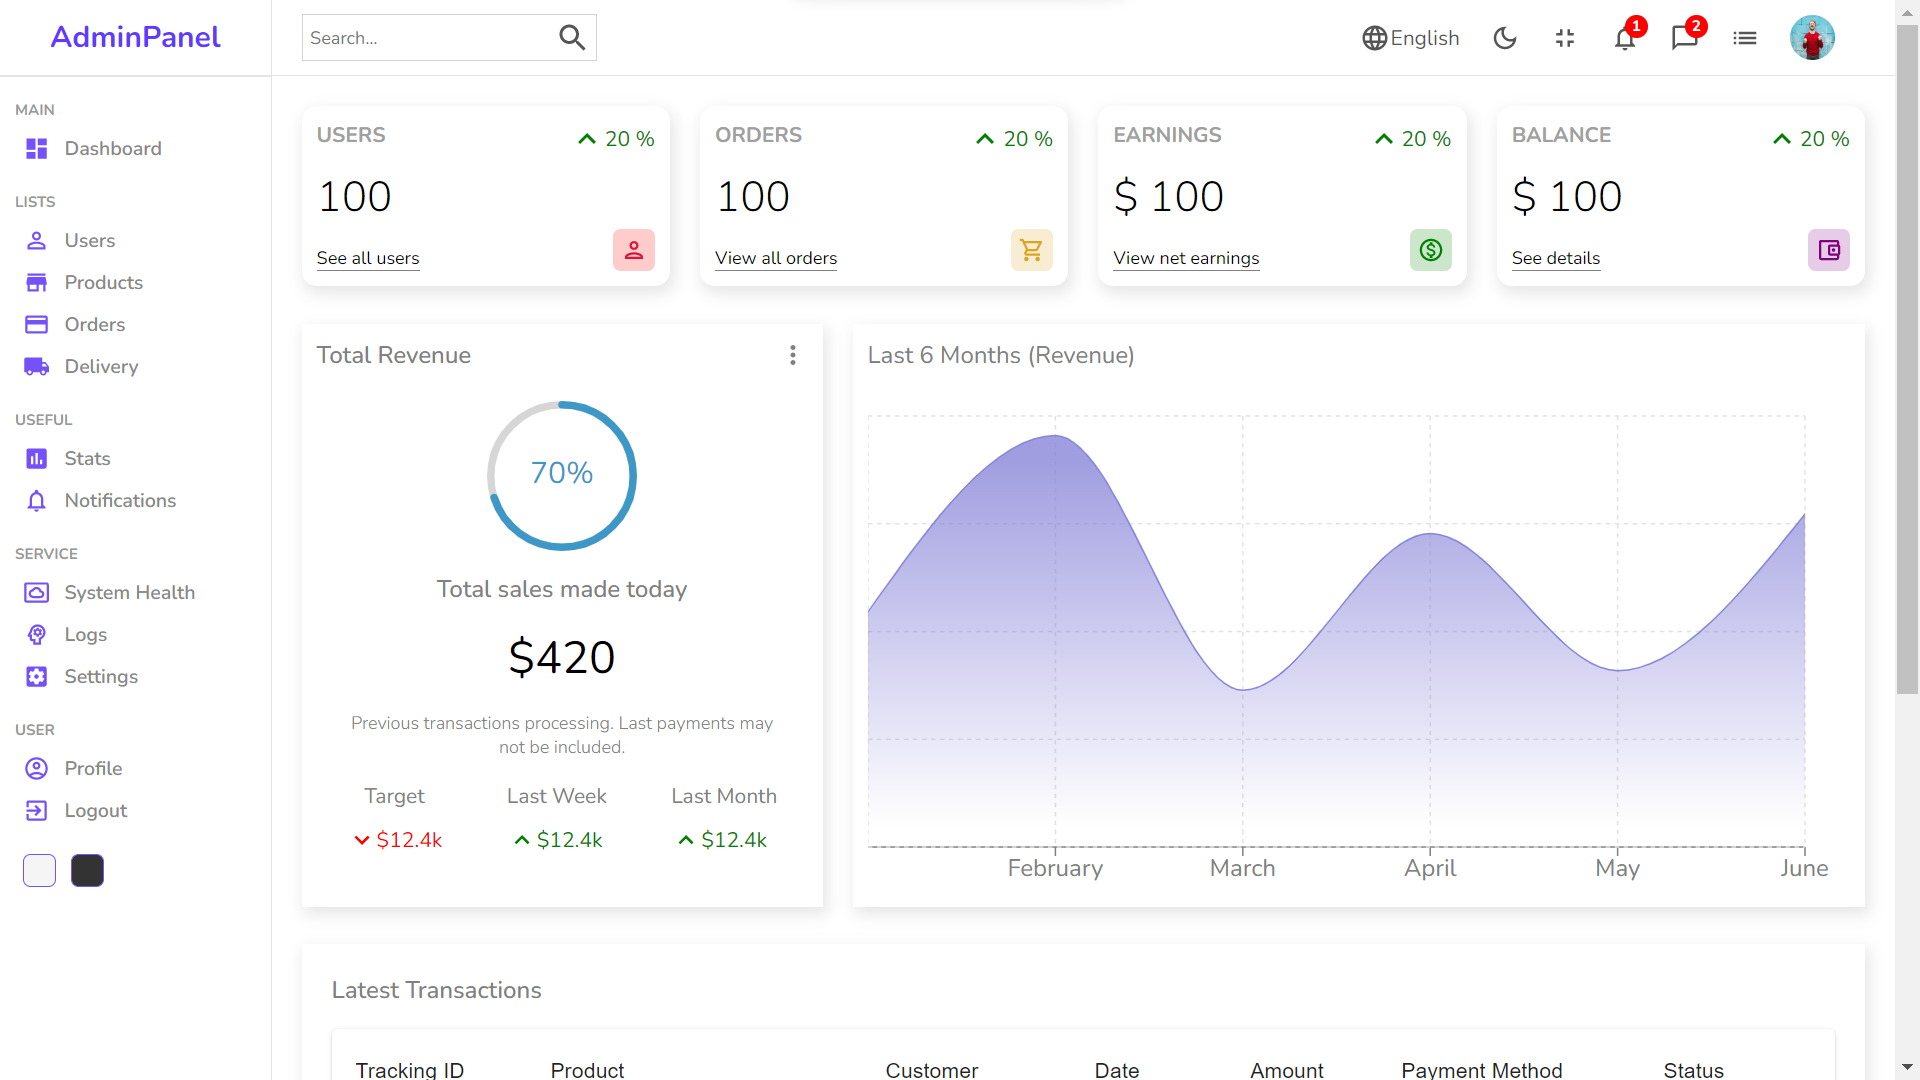 AdminPanel
Search...
English
1
2
MAIN
Dashboard
LISTS
Users
Products
Orders
Delivery
USEFUL
Stats
Notifications
SERVICE
System Health
Logs
Settings
USER
Profile
Logout
USERS
20 %
100
See all users
ORDERS
20 %
100
View all orders
EARNINGS
20 %
$ 100
View net earnings
BALANCE
20 %
$ 100
See details
Total Revenue
70%
Total sales made today
$420
Previous transactions processing. Last payments may
not be included.
Target
Last Week
Last Month
$12.4k
$12.4k
$12.4k
Last 6 Months (Revenue)
February
March
April
May
June
Latest Transactions
Tracking ID
Product
Customer
Date
Amount
Payment Method
Status